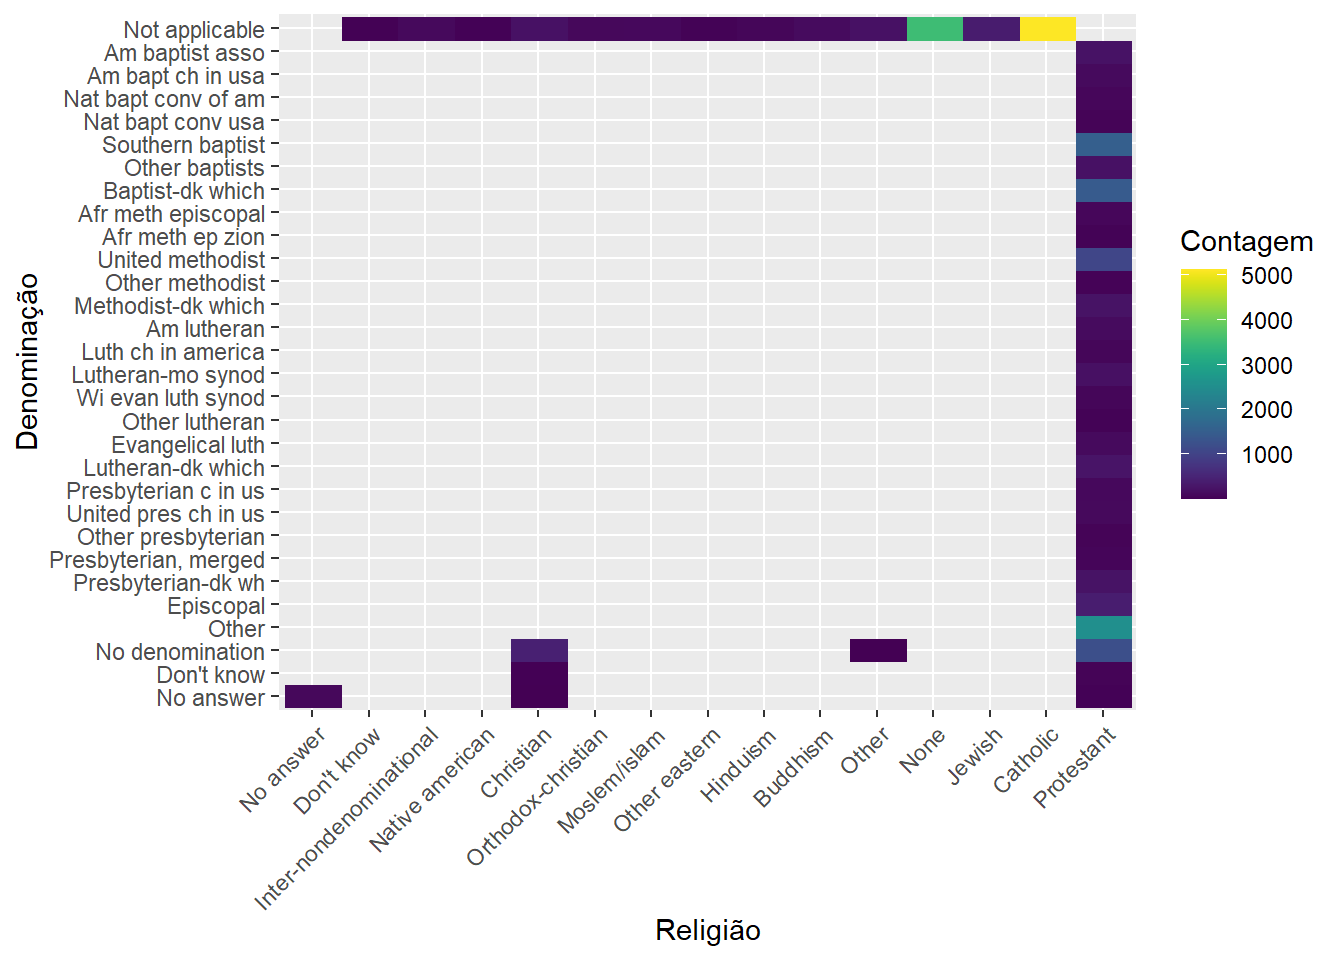 Not applicable
Am baptist asso
Am bapt ch in usa
Nat bapt conv of am
Nat bapt conv usa
Southern baptist
Other baptists
Baptist-dk which
Afr meth episcopal
Afr meth ep zion
United methodist
Other methodist
Methodist-dk which
Am lutheran
Luth ch in america
Lutheran-mo synod
Wi evan luth synod
Other lutheran
Evangelical luth
Lutheran-dk which
Presbyterian c in us
United pres ch in us
Other presbyterian
Presbyterian, merged
Presbyterian-dk wh
Episcopal
Other
No denomination
Don't know
No answer
Denominação
No answer
Don't know
Inter-nondenominational
Native american
Christian
Orthodox-christian
Moslem/islam
Other eastern
Hinduism
Buddhism
Other
None
Jewish
Catholic
Protestant
Religião
Contagem
5000
4000
3000
2000
1000